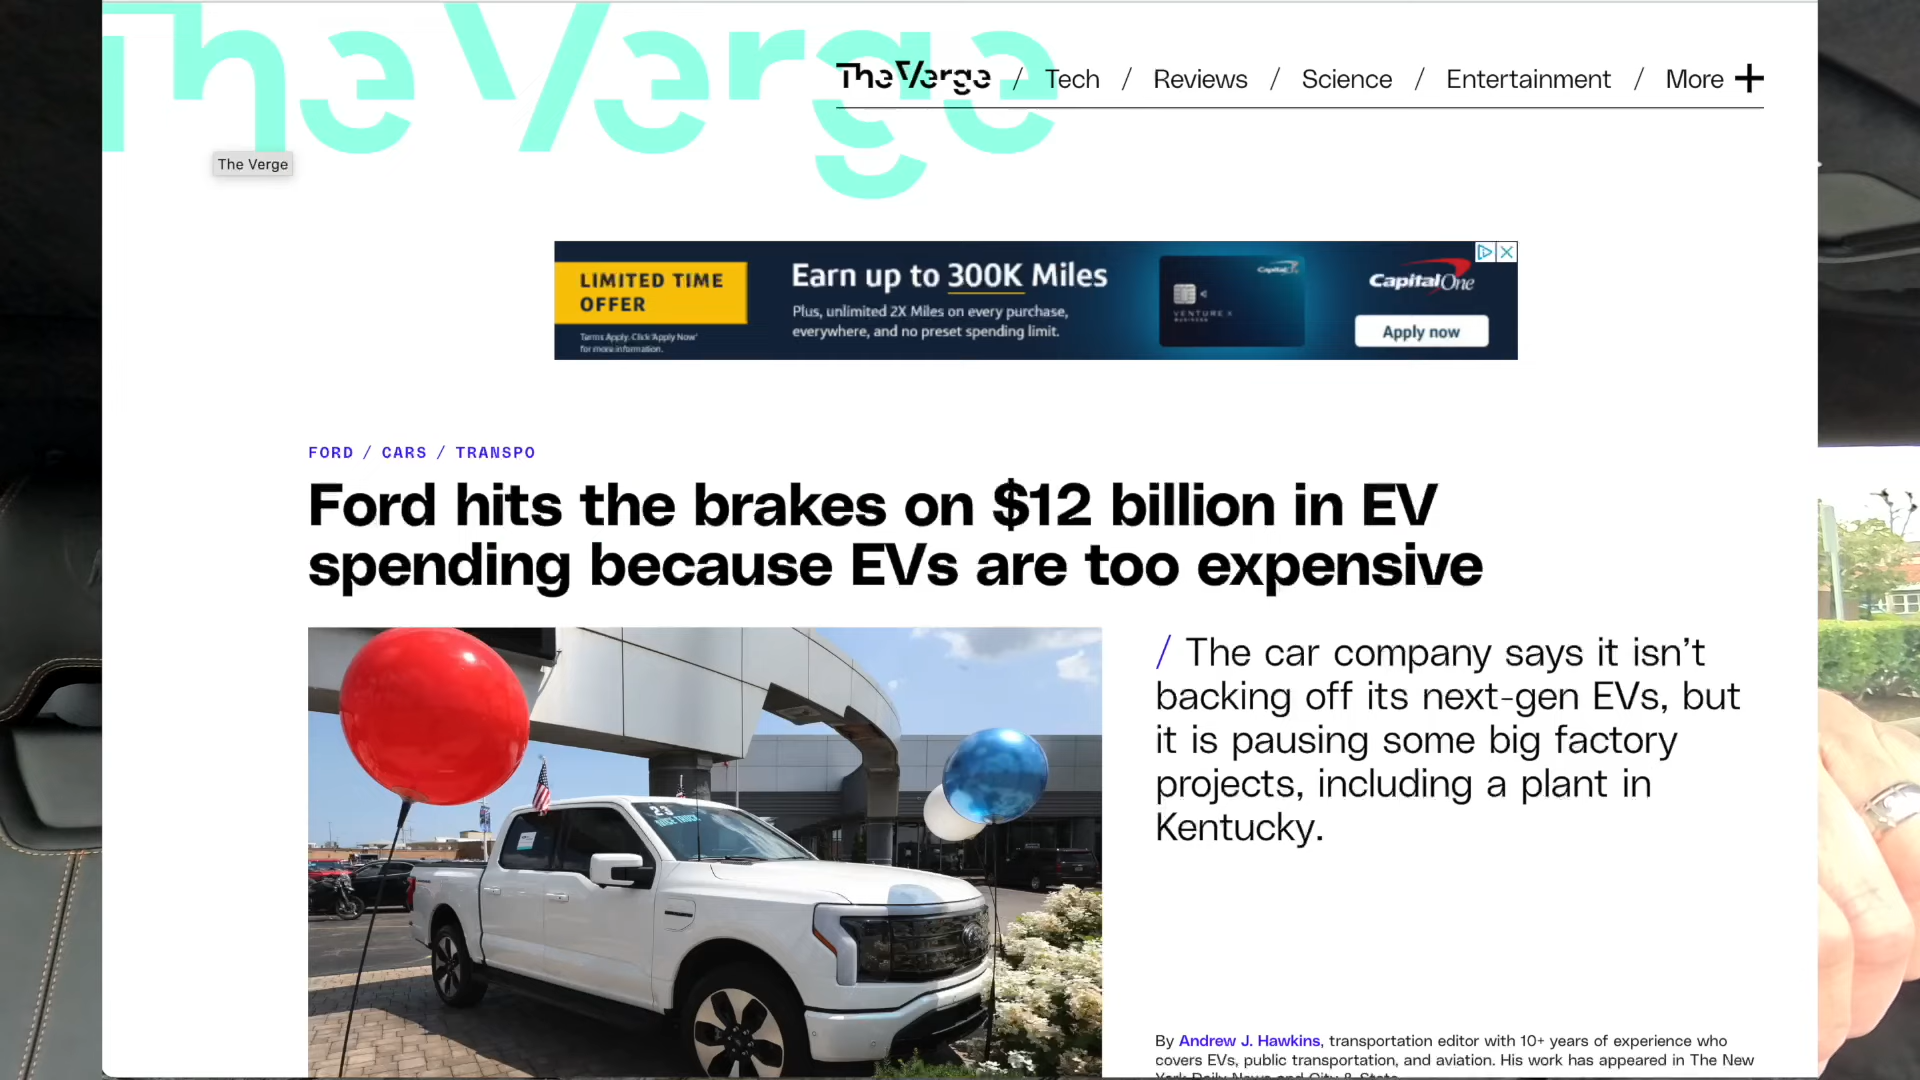 The Verge
The Verge / Tech / Reviews / Science / Entertainment / More +
The Verge
LIMITED TIME
OFFER
Terms Apply. Click 'Apply Now'
for more information.
Earn up to 300K Miles
Plus, unlimited 2X Miles on every purchase,
everywhere, and no preset spending limit.
Capital
VENTURE X
BUSINESS
Capital One
Apply now
FORD / CARS / TRANSPO
Ford hits the brakes on $12 billion in EV
spending because EVs are too expensive
23
NICE TRUCK
/ The car company says it isn’t
backing off its next-gen EVs, but
it is pausing some big factory
projects, including a plant in
Kentucky.
By Andrew J. Hawkins, transportation editor with 10+ years of experience who
covers EVs, public transportation, and aviation. His work has appeared in The New
York Daily News and City & State.